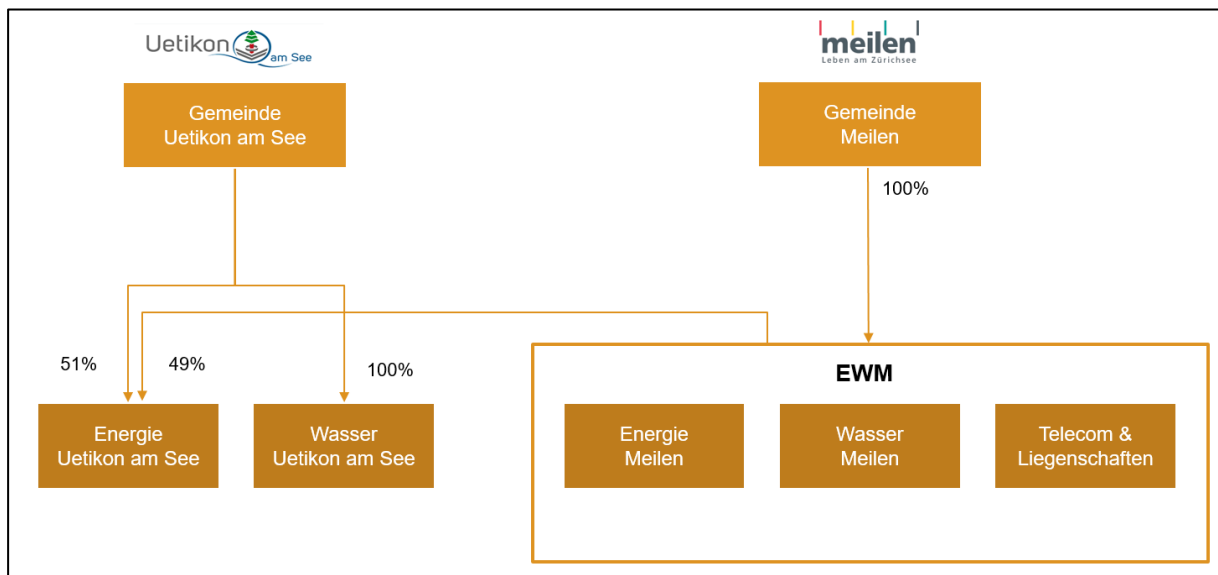 Uetikon
am See
meilen
Leben am Zürichsee
Gemeinde
Uetikon am See
Gemeinde
Meilen
100%
51%
49%
100%
EWM
Energie
Uetikon am See
Wasser
Uetikon am See
Energie
Meilen
Wasser
Meilen
Telecom &
Liegenschaften